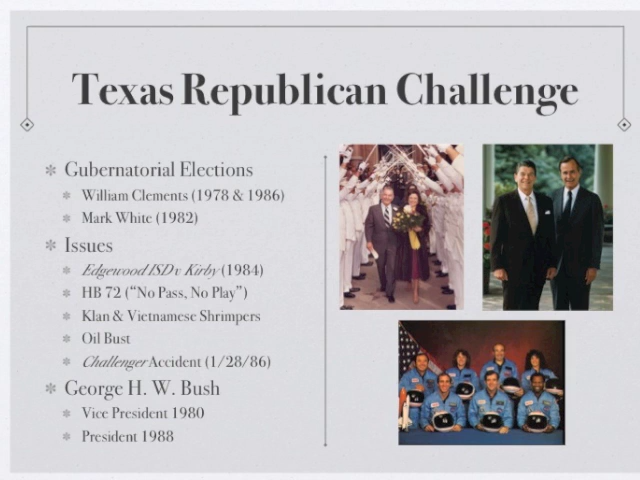 Texas Republican Challenge
Gubernatorial Elections
William Clements (1978 & 1986)
Mark White (1982)
Issues
Edgewood ISD v Kirby (1984)
HB 72 ("No Pass, No Play")
Klan & Vietnamese Shrimpers
Oil Bust
Challenger Accident (1/28/86)
George H. W. Bush
Vice President 1980
President 1988